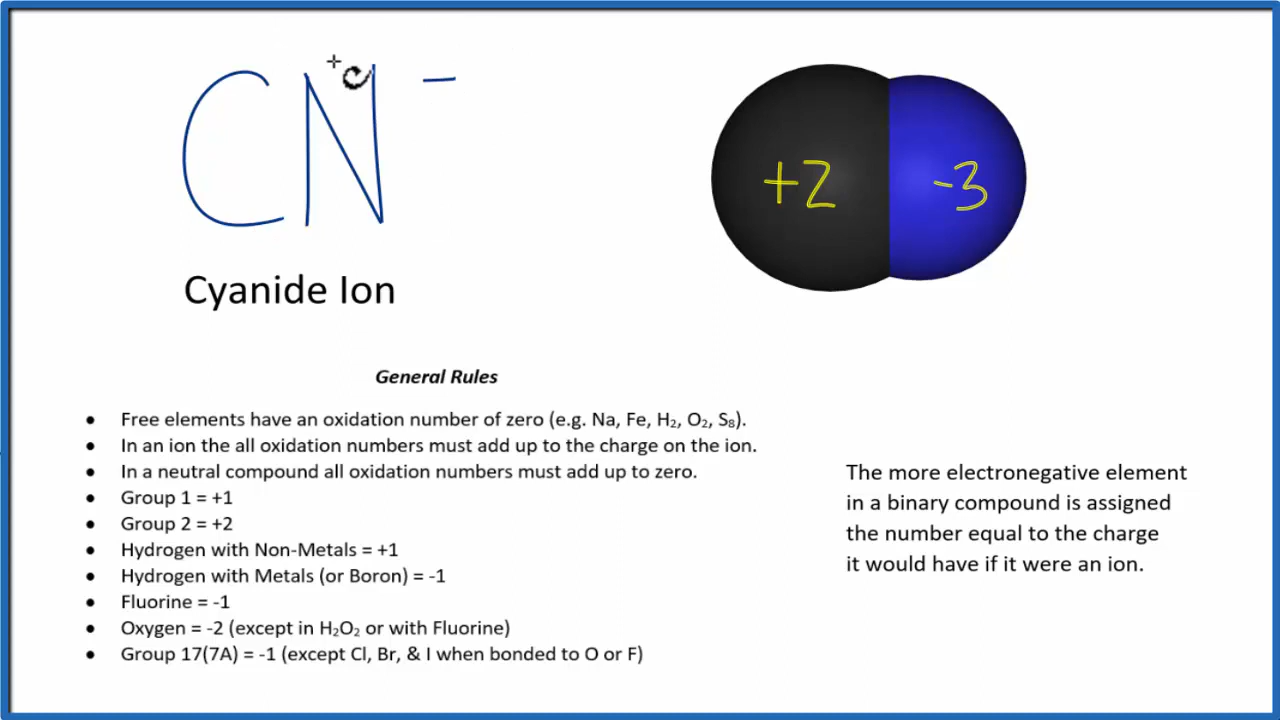 CN⁻
+2 -3
Cyanide Ion
General Rules
• Free elements have an oxidation number of zero (e.g. Na, Fe, H₂, O₂, S₈).
• In an ion the all oxidation numbers must add up to the charge on the ion.
• In a neutral compound all oxidation numbers must add up to zero.
• Group 1 = +1
• Group 2 = +2
• Hydrogen with Non-Metals = +1
• Hydrogen with Metals (or Boron) = -1
• Fluorine = -1
• Oxygen = -2 (except in H₂O₂ or with Fluorine)
• Group 17(7A) = -1 (except Cl, Br, & I when bonded to O or F)
The more electronegative element
in a binary compound is assigned
the number equal to the charge
it would have if it were an ion.